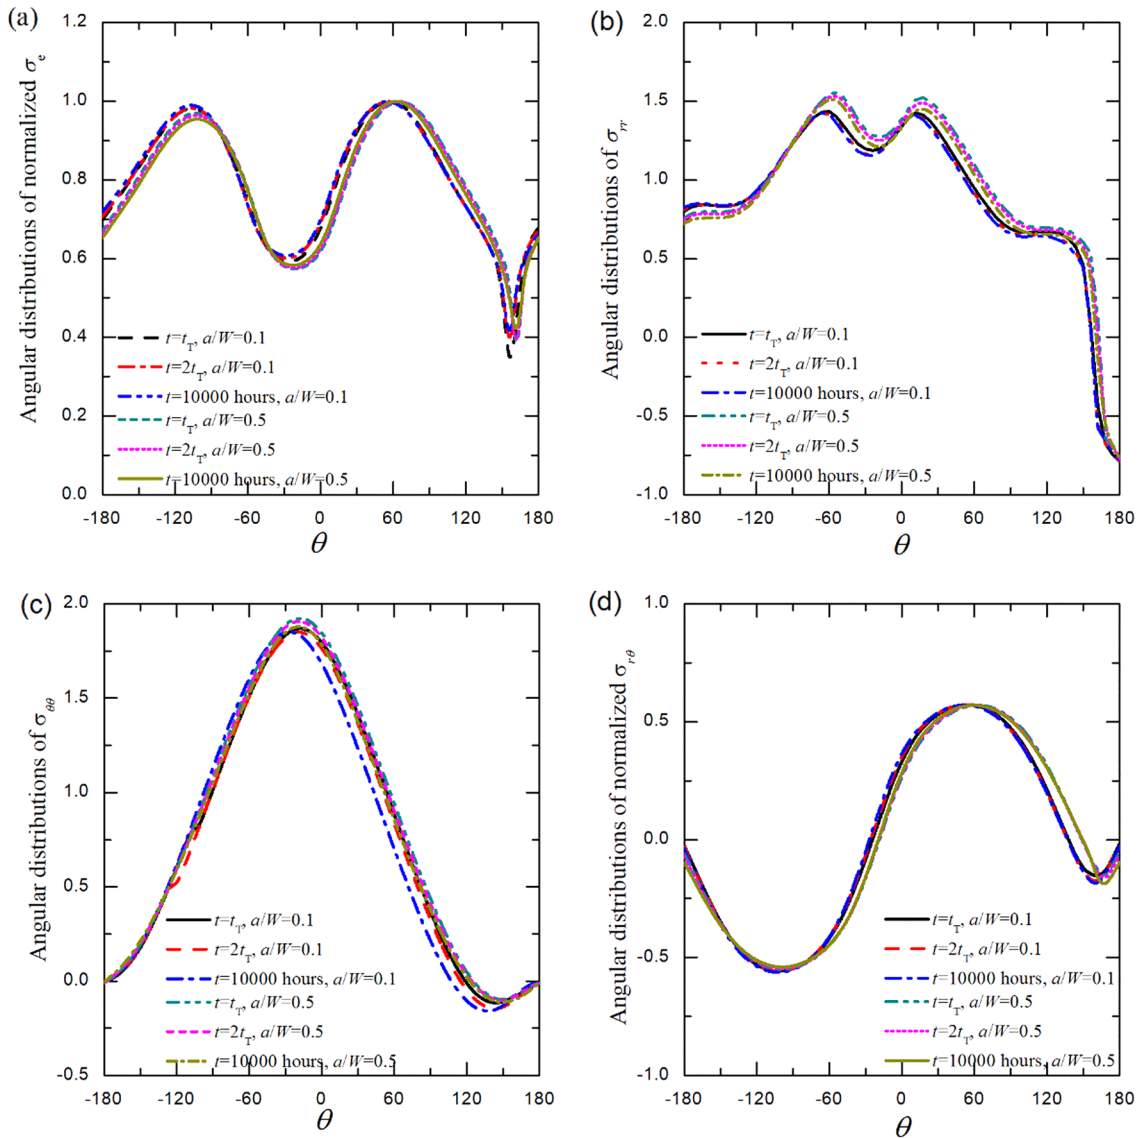 (a)
1.2
1.0
0.8
0.6
0.4
0.2
0.0
Angular distributions of normalized σe
t=tT, a/W=0.1
t=2tT, a/W=0.1
t=10000 hours, a/W=0.1
t=tT, a/W=0.5
t=2tT, a/W=0.5
t=10000 hours, a/W=0.5
-180 -120 -60 0 60 120 180
θ
(b)
2.0
1.5
1.0
0.5
0.0
-0.5
-1.0
Angular distributions of σrr
t=tT, a/W=0.1
t=2tT, a/W=0.1
t=10000 hours, a/W=0.1
t=tT, a/W=0.5
t=2tT, a/W=0.5
t=10000 hours, a/W=0.5
-180 -120 -60 0 60 120 180
θ
(c)
2.0
1.5
1.0
0.5
0.0
-0.5
Angular distributions of σθθ
t=tT, a/W=0.1
t=2tT, a/W=0.1
t=10000 hours, a/W=0.1
t=tT, a/W=0.5
t=2tT, a/W=0.5
t=10000 hours, a/W=0.5
-180 -120 -60 0 60 120 180
θ
(d)
1.0
0.5
0.0
-0.5
-1.0
Angular distributions of normalized σrθ
t=tT, a/W=0.1
t=2tT, a/W=0.1
t=10000 hours, a/W=0.1
t=tT, a/W=0.5
t=2tT, a/W=0.5
t=10000 hours, a/W=0.5
-180 -120 -60 0 60 120 180
θ